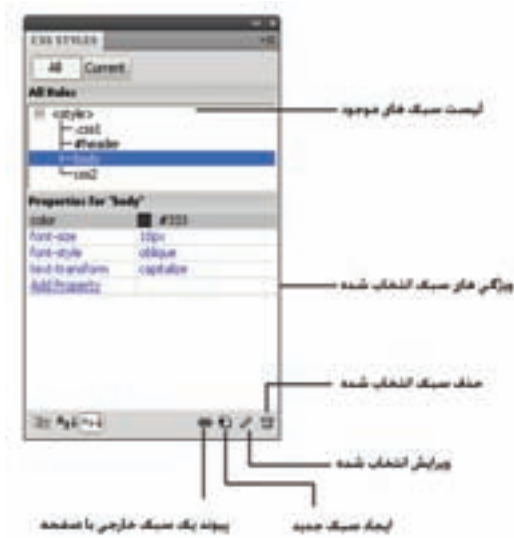 CSS STYLES
All Current
All Rules
<style>
.css1
#header
body
css2
Properties for "body"
color #333
font-size 10px
font-style oblique
text-transform capitalize
Add Property
لیست سبک های موجود
ویژگی های سبک انتخاب شده
حذف سبک انتخاب شده
ویرایش انتخاب شده
ایجاد سبک جدید
پیوند یک سبک خارجی با صفحه